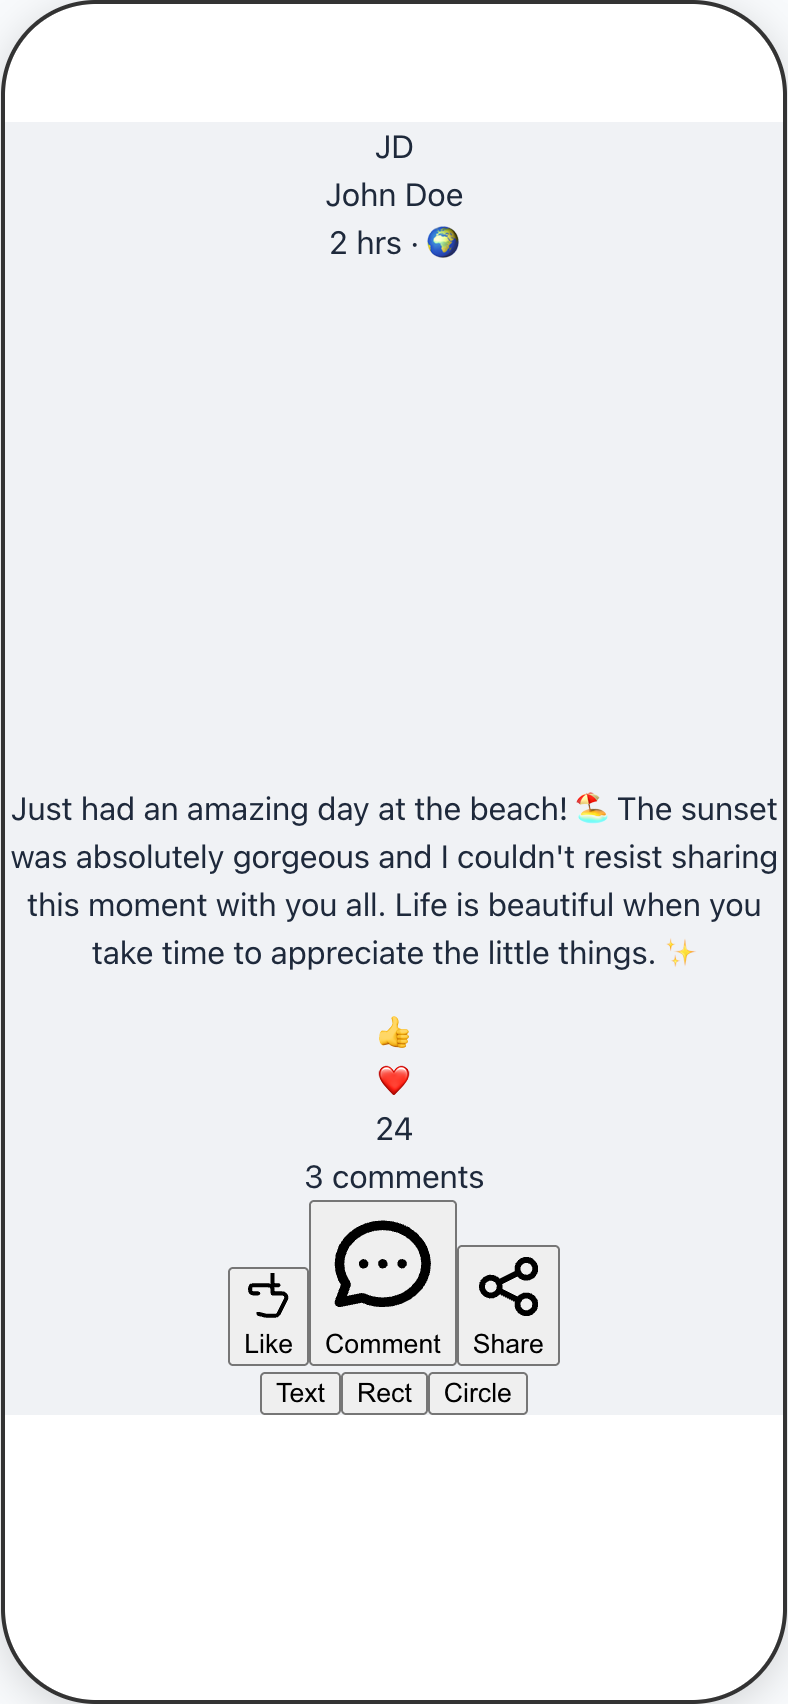 JD
John Doe
2 hrs · 🌍
Just had an amazing day at the beach! 🏖️ The sunset
was absolutely gorgeous and I couldn't resist sharing
this moment with you all. Life is beautiful when you
take time to appreciate the little things. ✨
👍
❤️
24
3 comments
Like Comment Share
Text Rect Circle